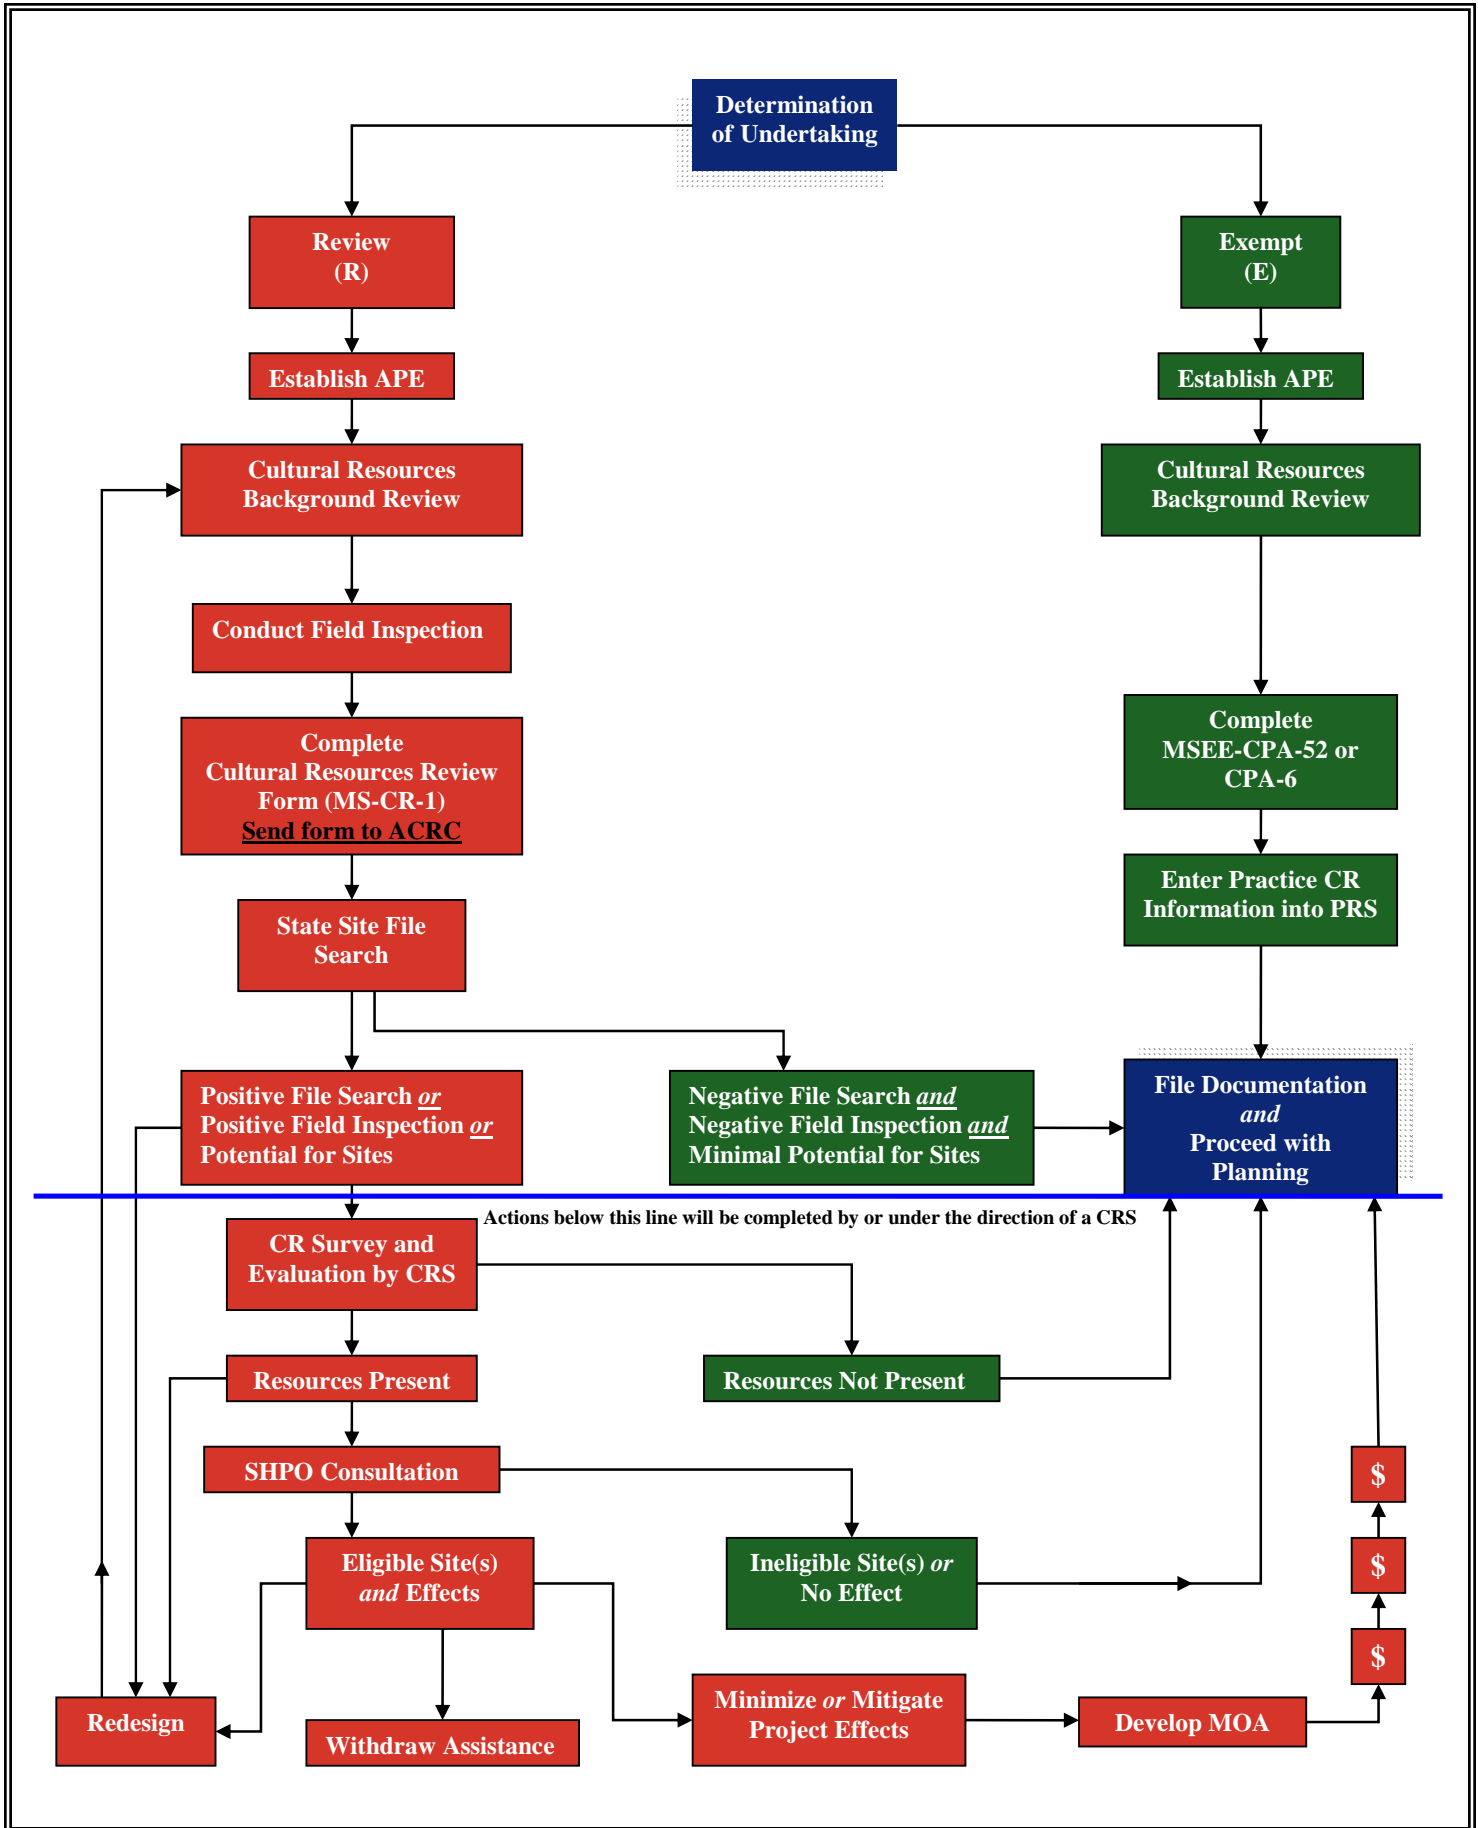 Determination
of Undertaking
Review
(R)
Exempt
(E)
Establish APE
Establish APE
Cultural Resources
Background Review
Cultural Resources
Background Review
Conduct Field Inspection
Complete
Cultural Resources Review
Form (MS-CR-1)
Send form to ACRC
Complete
MSEE-CPA-52 or
CPA-6
Enter Practice CR
Information into PRS
State Site File
Search
Positive File Search or
Positive Field Inspection or
Potential for Sites
Negative File Search and
Negative Field Inspection and
Minimal Potential for Sites
File Documentation
and
Proceed with
Planning
Actions below this line will be completed by or under the direction of a CRS
CR Survey and
Evaluation by CRS
Resources Present
Resources Not Present
SHPO Consultation
$
Eligible Site(s)
and Effects
Ineligible Site(s) or
No Effect
$
$
Redesign
Withdraw Assistance
Minimize or Mitigate
Project Effects
Develop MOA